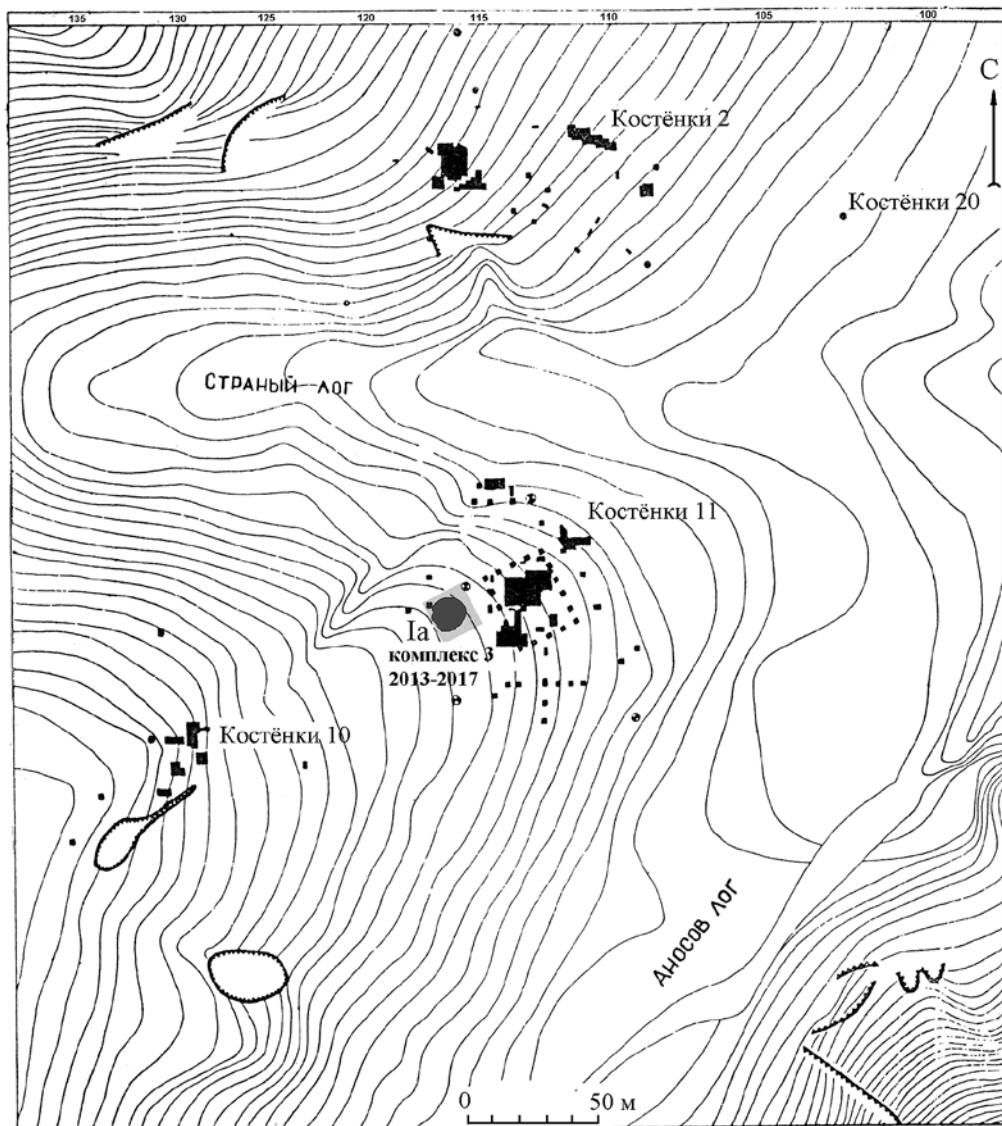 135 130 120 115 110 105 100
С
Костёнки 2
Костёнки 20
СТРАНЫЙ ЛОГ
Костёнки 11
Ia
комплекс 3
2013-2017
Костёнки 10
АНОСОВ ЛОГ
0 50 м